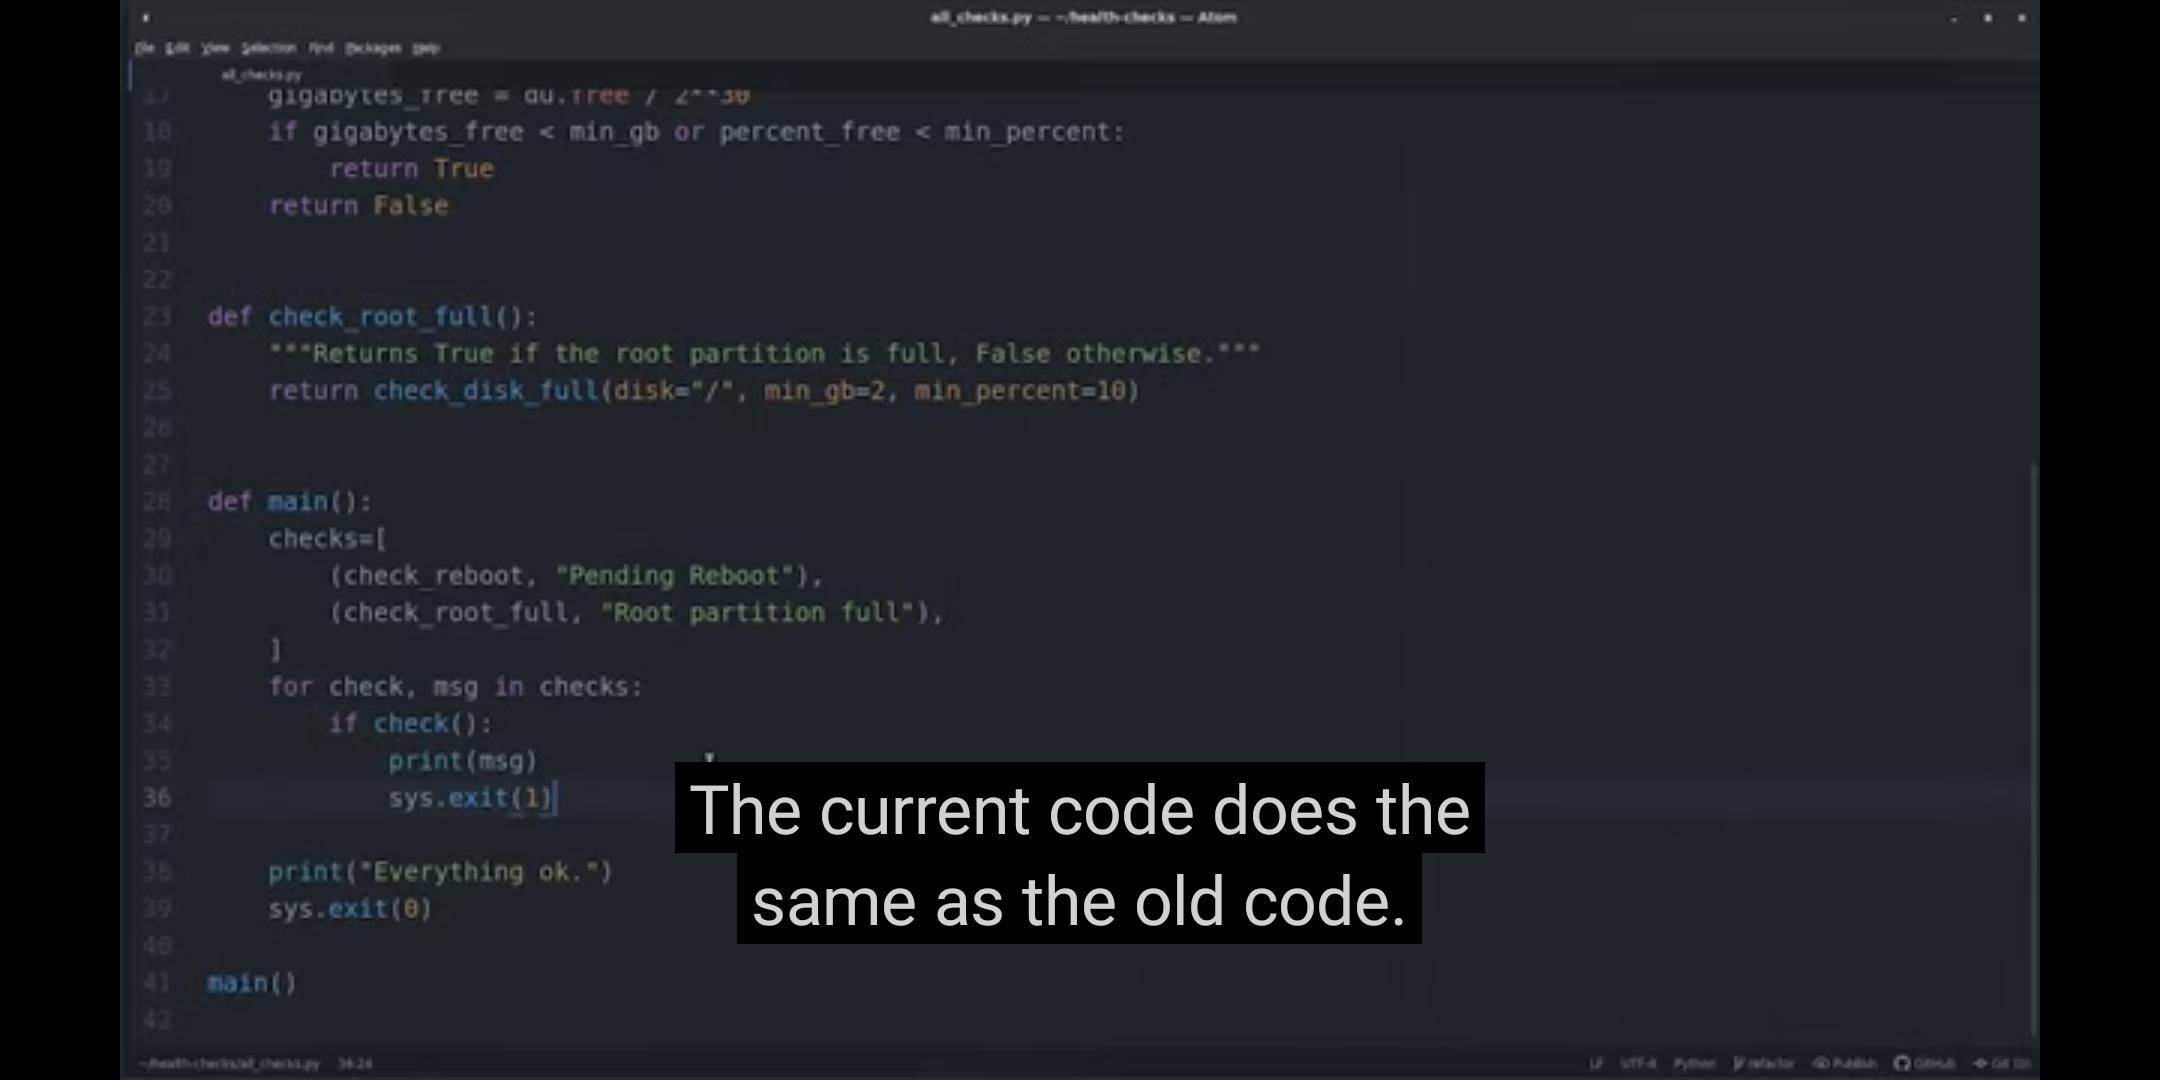 all_checks.py — ~/health-checks — Atom
File Edit View Selection Find Packages Help
all_checks.py
17 gigabytes_free = du.free / 2**30
18 if gigabytes_free < min_gb or percent_free < min_percent:
19 return True
20 return False
21
22
23 def check_root_full():
24 """Returns True if the root partition is full, False otherwise."""
25 return check_disk_full(disk="/", min_gb=2, min_percent=10)
26
27
28 def main():
29 checks=[
30 (check_reboot, "Pending Reboot"),
31 (check_root_full, "Root partition full"),
32 ]
33 for check, msg in checks:
34 if check():
35 print(msg)
36 sys.exit(1)
37
38 print("Everything ok.")
39 sys.exit(0)
40
41 main()
42
The current code does the
same as the old code.
~/health-checks/all_checks.py 36:24
LF UTF-8 Python refactor Publish GitHub Git (0)